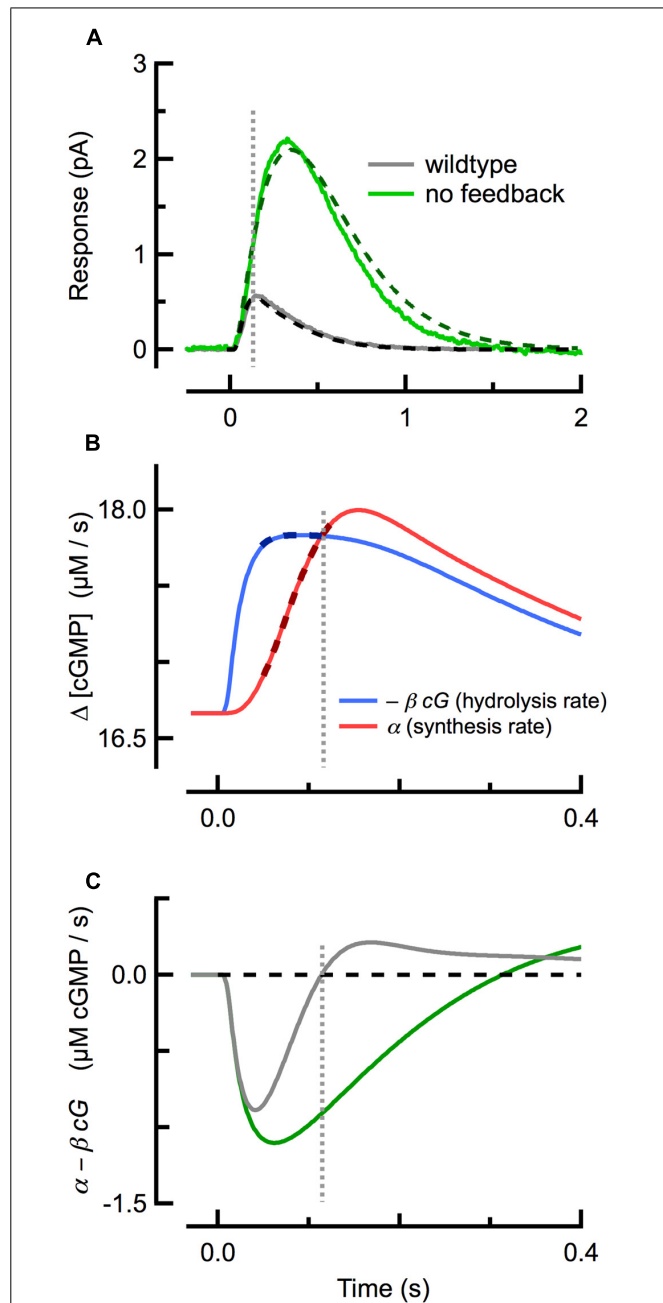 A
3
2
1
0
Response (pA)
wildtype
no feedback
0
1
2
B
18.0
16.5
Δ [cGMP] (μM / s)
– β cG (hydrolysis rate)
α (synthesis rate)
0.0
0.4
C
0.0
-1.5
α – β cG (μM cGMP / s)
0.0
0.4
Time (s)